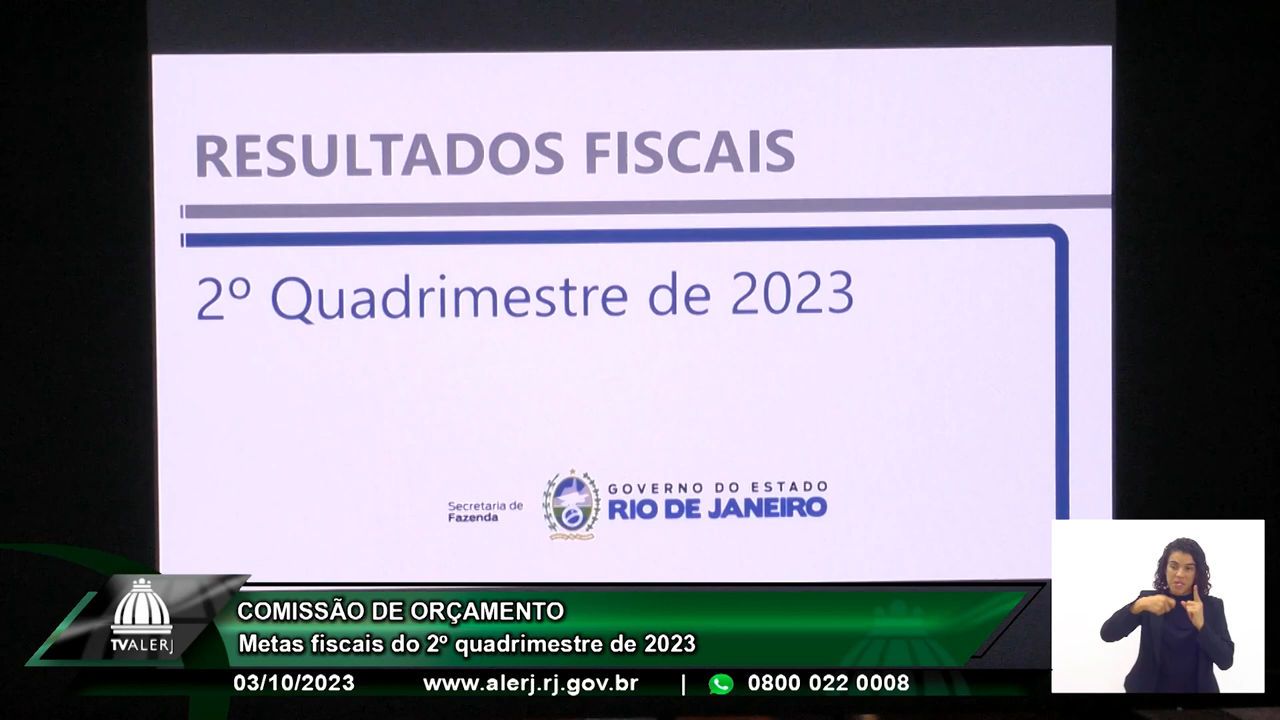 RESULTADOS FISCAIS
2º Quadrimestre de 2023
Secretaria de
Fazenda
GOVERNO DO ESTADO
RIO DE JANEIRO
TVALERJ
COMISSÃO DE ORÇAMENTO
Metas fiscais do 2º quadrimestre de 2023
03/10/2023 www.alerj.rj.gov.br | 0800 022 0008